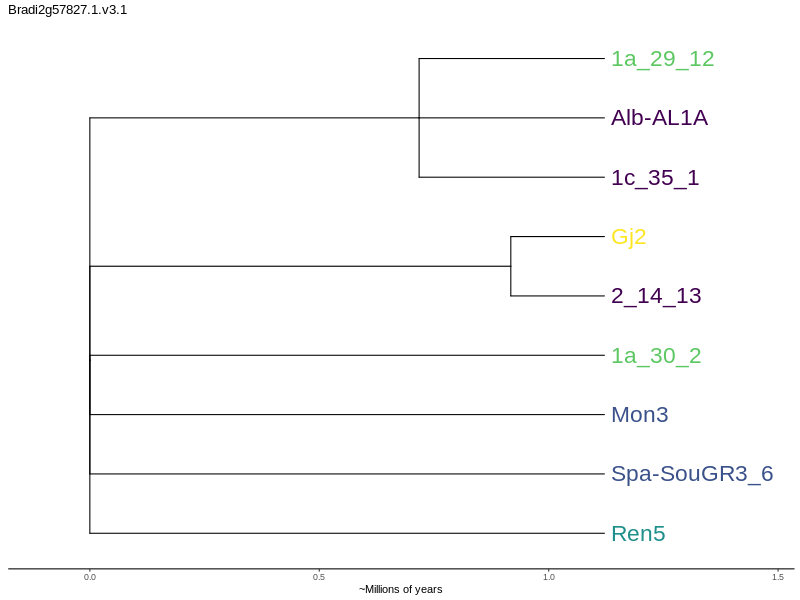 Bradi2g57827.1.v3.1
1a_29_12
Alb-AL1A
1c_35_1
Gj2
2_14_13
1a_30_2
Mon3
Spa-SouGR3_6
Ren5
0.0 0.5 1.0 1.5
~Millions of years